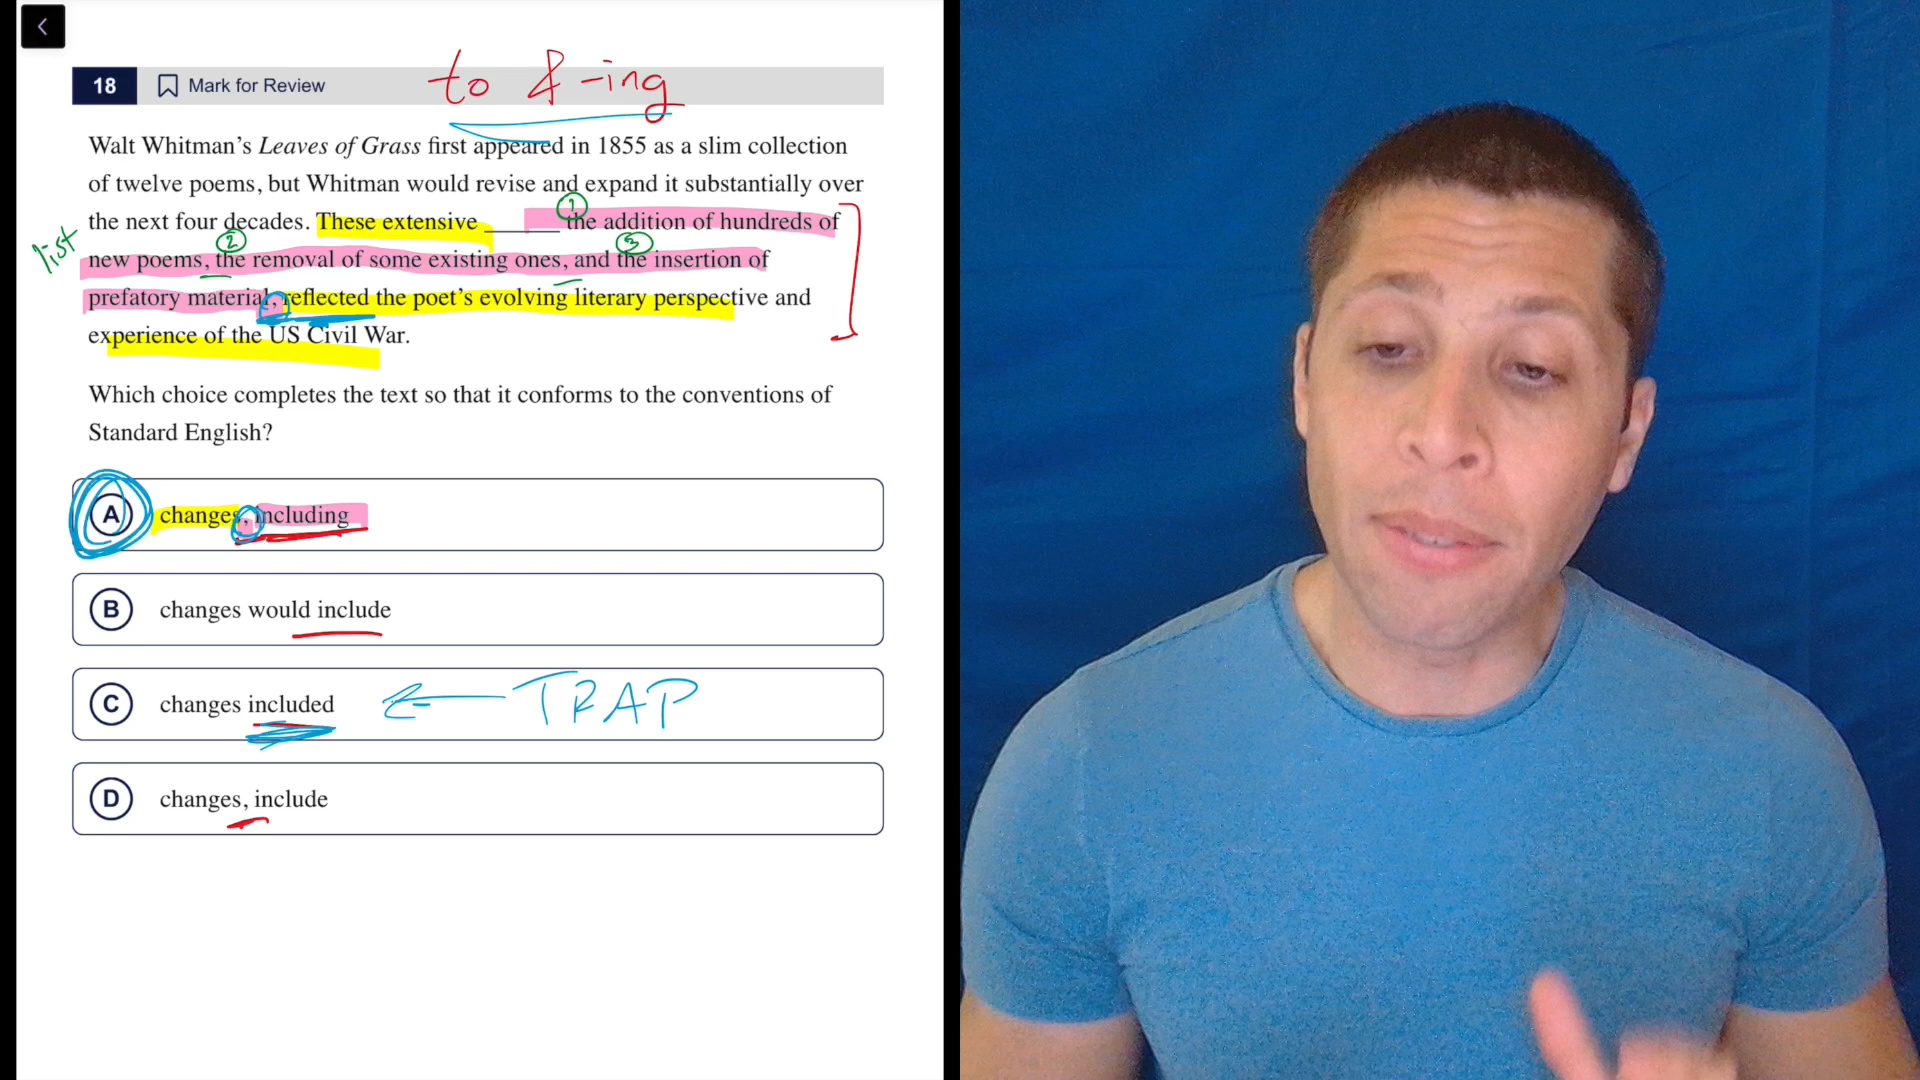 18 Mark for Review
to & -ing
Walt Whitman’s Leaves of Grass first appeared in 1855 as a slim collection
of twelve poems, but Whitman would revise and expand it substantially over
the next four decades. These extensive ______ the addition of hundreds of
new poems, the removal of some existing ones, and the insertion of
prefatory material, reflected the poet’s evolving literary perspective and
experience of the US Civil War.
list
1
2
3
Which choice completes the text so that it conforms to the conventions of
Standard English?
A changes, including
B changes would include
C changes included
TRAP
D changes, include